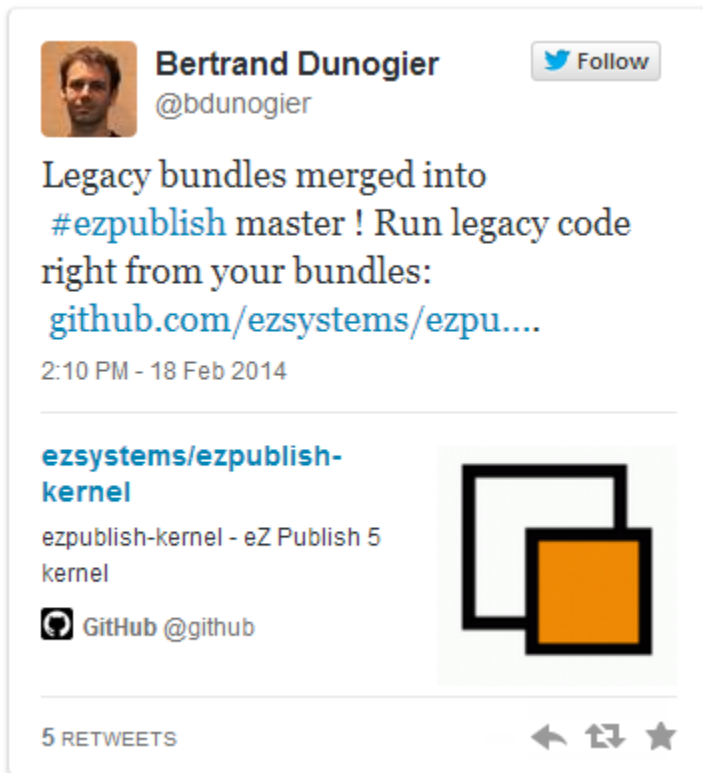 Bertrand Dunogier
Follow
@bdunogier
Legacy bundles merged into
#ezpublish master ! Run legacy code
right from your bundles:
github.com/ezsystems/ezpu....
2:10 PM - 18 Feb 2014
ezsystems/ezpublish-
kernel
ezpublish-kernel - eZ Publish 5
kernel
GitHub @github
5 RETWEETS